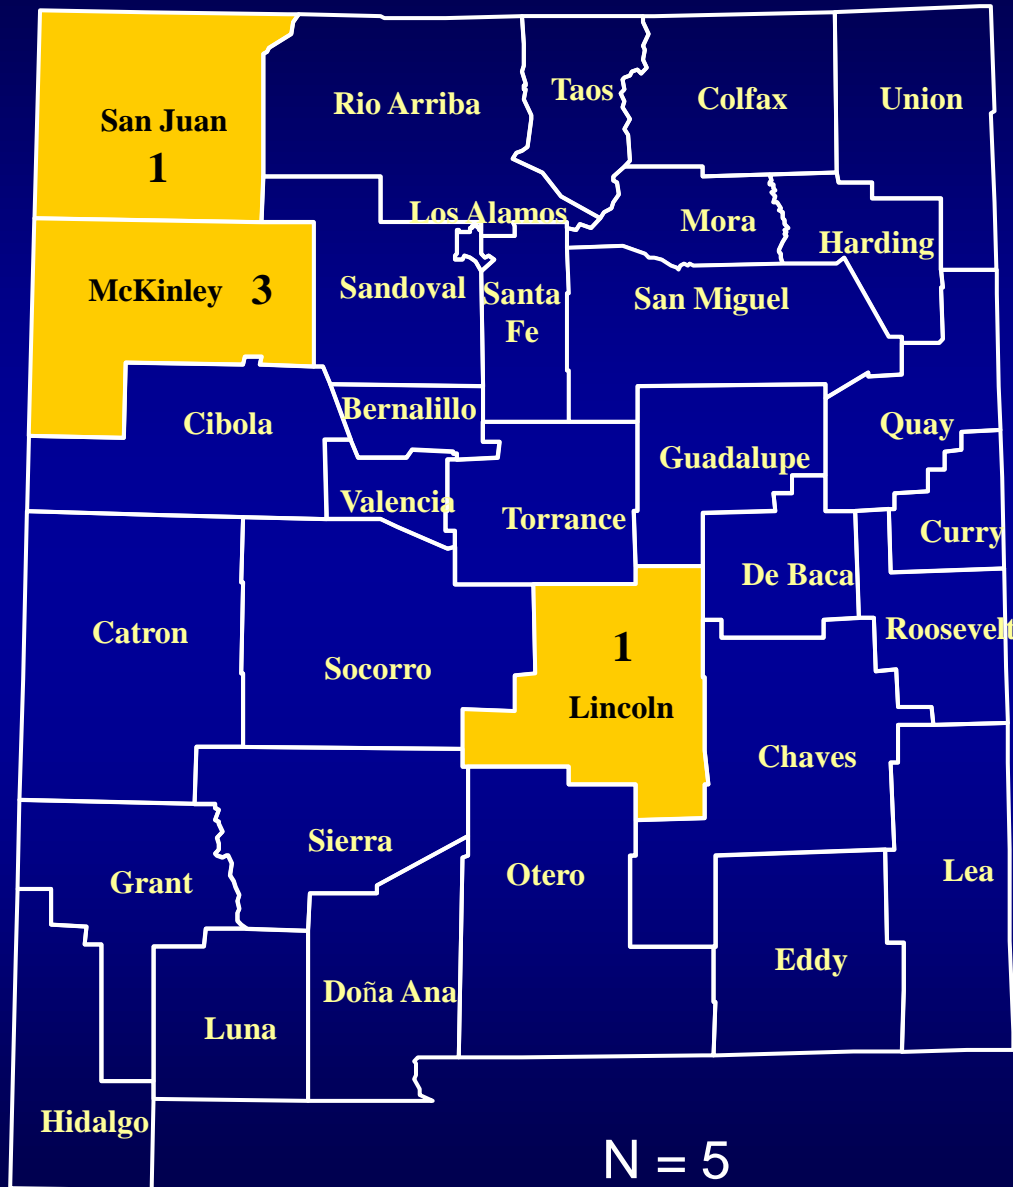 Rio Arriba
Taos
Colfax
Union
San Juan
1
Los Alamos
Mora
Harding
McKinley 3
Sandoval
Santa
Fe
San Miguel
Cibola
Bernalillo
Guadalupe
Quay
Valencia
Torrance
Curry
De Baca
Catron
Socorro
1
Lincoln
Roosevelt
Chaves
Sierra
Grant
Otero
Lea
Eddy
Doña Ana
Luna
Hidalgo
N = 5